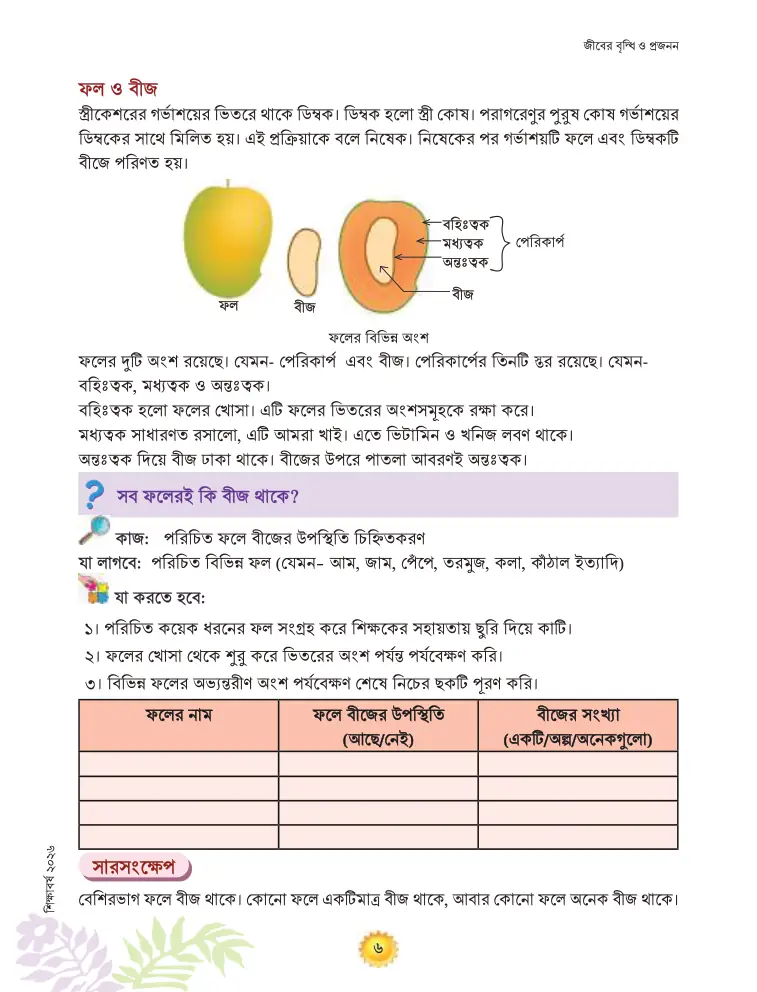 জীবের বৃদ্ধি ও প্রজনন
ফল ও বীজ
স্ত্রীকেশরের গর্ভাশয়ের ভিতরে থাকে ডিম্বক। ডিম্বক হলো স্ত্রী কোষ। পরাগরেণুর পুরুষ কোষ গর্ভাশয়ের
ডিম্বকের সাথে মিলিত হয়। এই প্রক্রিয়াকে বলে নিষেক। নিষেকের পর গর্ভাশয়টি ফলে এবং ডিম্বকটি
বীজে পরিণত হয়।
বহিঃত্বক
মধ্যত্বক
অন্তঃত্বক
পেরিকার্প
বীজ
ফল
বীজ
ফলের বিভিন্ন অংশ
ফলের দুটি অংশ রয়েছে। যেমন- পেরিকার্প এবং বীজ। পেরিকার্পের তিনটি স্তর রয়েছে। যেমন-
বহিঃত্বক, মধ্যত্বক ও অন্তঃত্বক।
বহিঃত্বক হলো ফলের খোসা। এটি ফলের ভিতরের অংশসমূহকে রক্ষা করে।
মধ্যত্বক সাধারণত রসালো, এটি আমরা খাই। এতে ভিটামিন ও খনিজ লবণ থাকে।
অন্তঃত্বক দিয়ে বীজ ঢাকা থাকে। বীজের উপরে পাতলা আবরণই অন্তঃত্বক।
? সব ফলেরই কি বীজ থাকে?
কাজ: পরিচিত ফলে বীজের উপস্থিতি চিহ্নিতকরণ
যা লাগবে: পরিচিত বিভিন্ন ফল (যেমন- আম, জাম, পেঁপে, তরমুজ, কলা, কাঁঠাল ইত্যাদি)
যা করতে হবে:
১। পরিচিত কয়েক ধরনের ফল সংগ্রহ করে শিক্ষকের সহায়তায় ছুরি দিয়ে কাটি।
২। ফলের খোসা থেকে শুরু করে ভিতরের অংশ পর্যন্ত পর্যবেক্ষণ করি।
৩। বিভিন্ন ফলের অভ্যন্তরীণ অংশ পর্যবেক্ষণ শেষে নিচের ছকটি পূরণ করি।
ফলের নাম
ফলে বীজের উপস্থিতি
(আছে/নেই)
বীজের সংখ্যা
(একটি/অল্প/অনেকগুলো)
সারসংক্ষেপ
বেশিরভাগ ফলে বীজ থাকে। কোনো ফলে একটিমাত্র বীজ থাকে, আবার কোনো ফলে অনেক বীজ থাকে।
শিক্ষাবর্ষ ২০২৬
৬